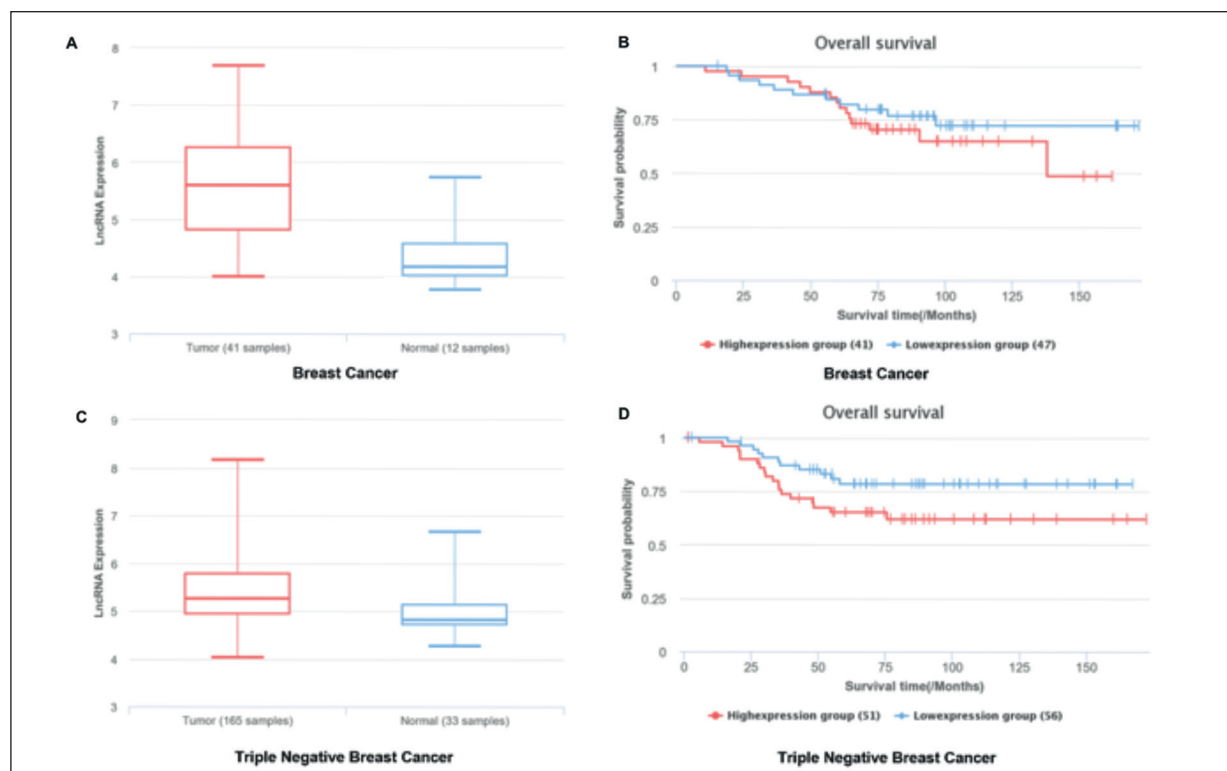 A
8
7
6
5
4
3
LncRNA Expression
Tumor (41 samples)
Normal (12 samples)
Breast Cancer
B
Overall survival
1
0.75
0.5
0.25
0
Survival probability
0
25
50
75
100
125
150
Survival time(/Months)
Highexpression group (41)
Lowexpression group (47)
Breast Cancer
C
9
8
7
6
5
4
3
LncRNA Expression
Tumor (165 samples)
Normal (33 samples)
Triple Negative Breast Cancer
D
Overall survival
1
0.75
0.5
0.25
0
Survival probability
0
25
50
75
100
125
150
Survival time(/Months)
Highexpression group (51)
Lowexpression group (56)
Triple Negative Breast Cancer